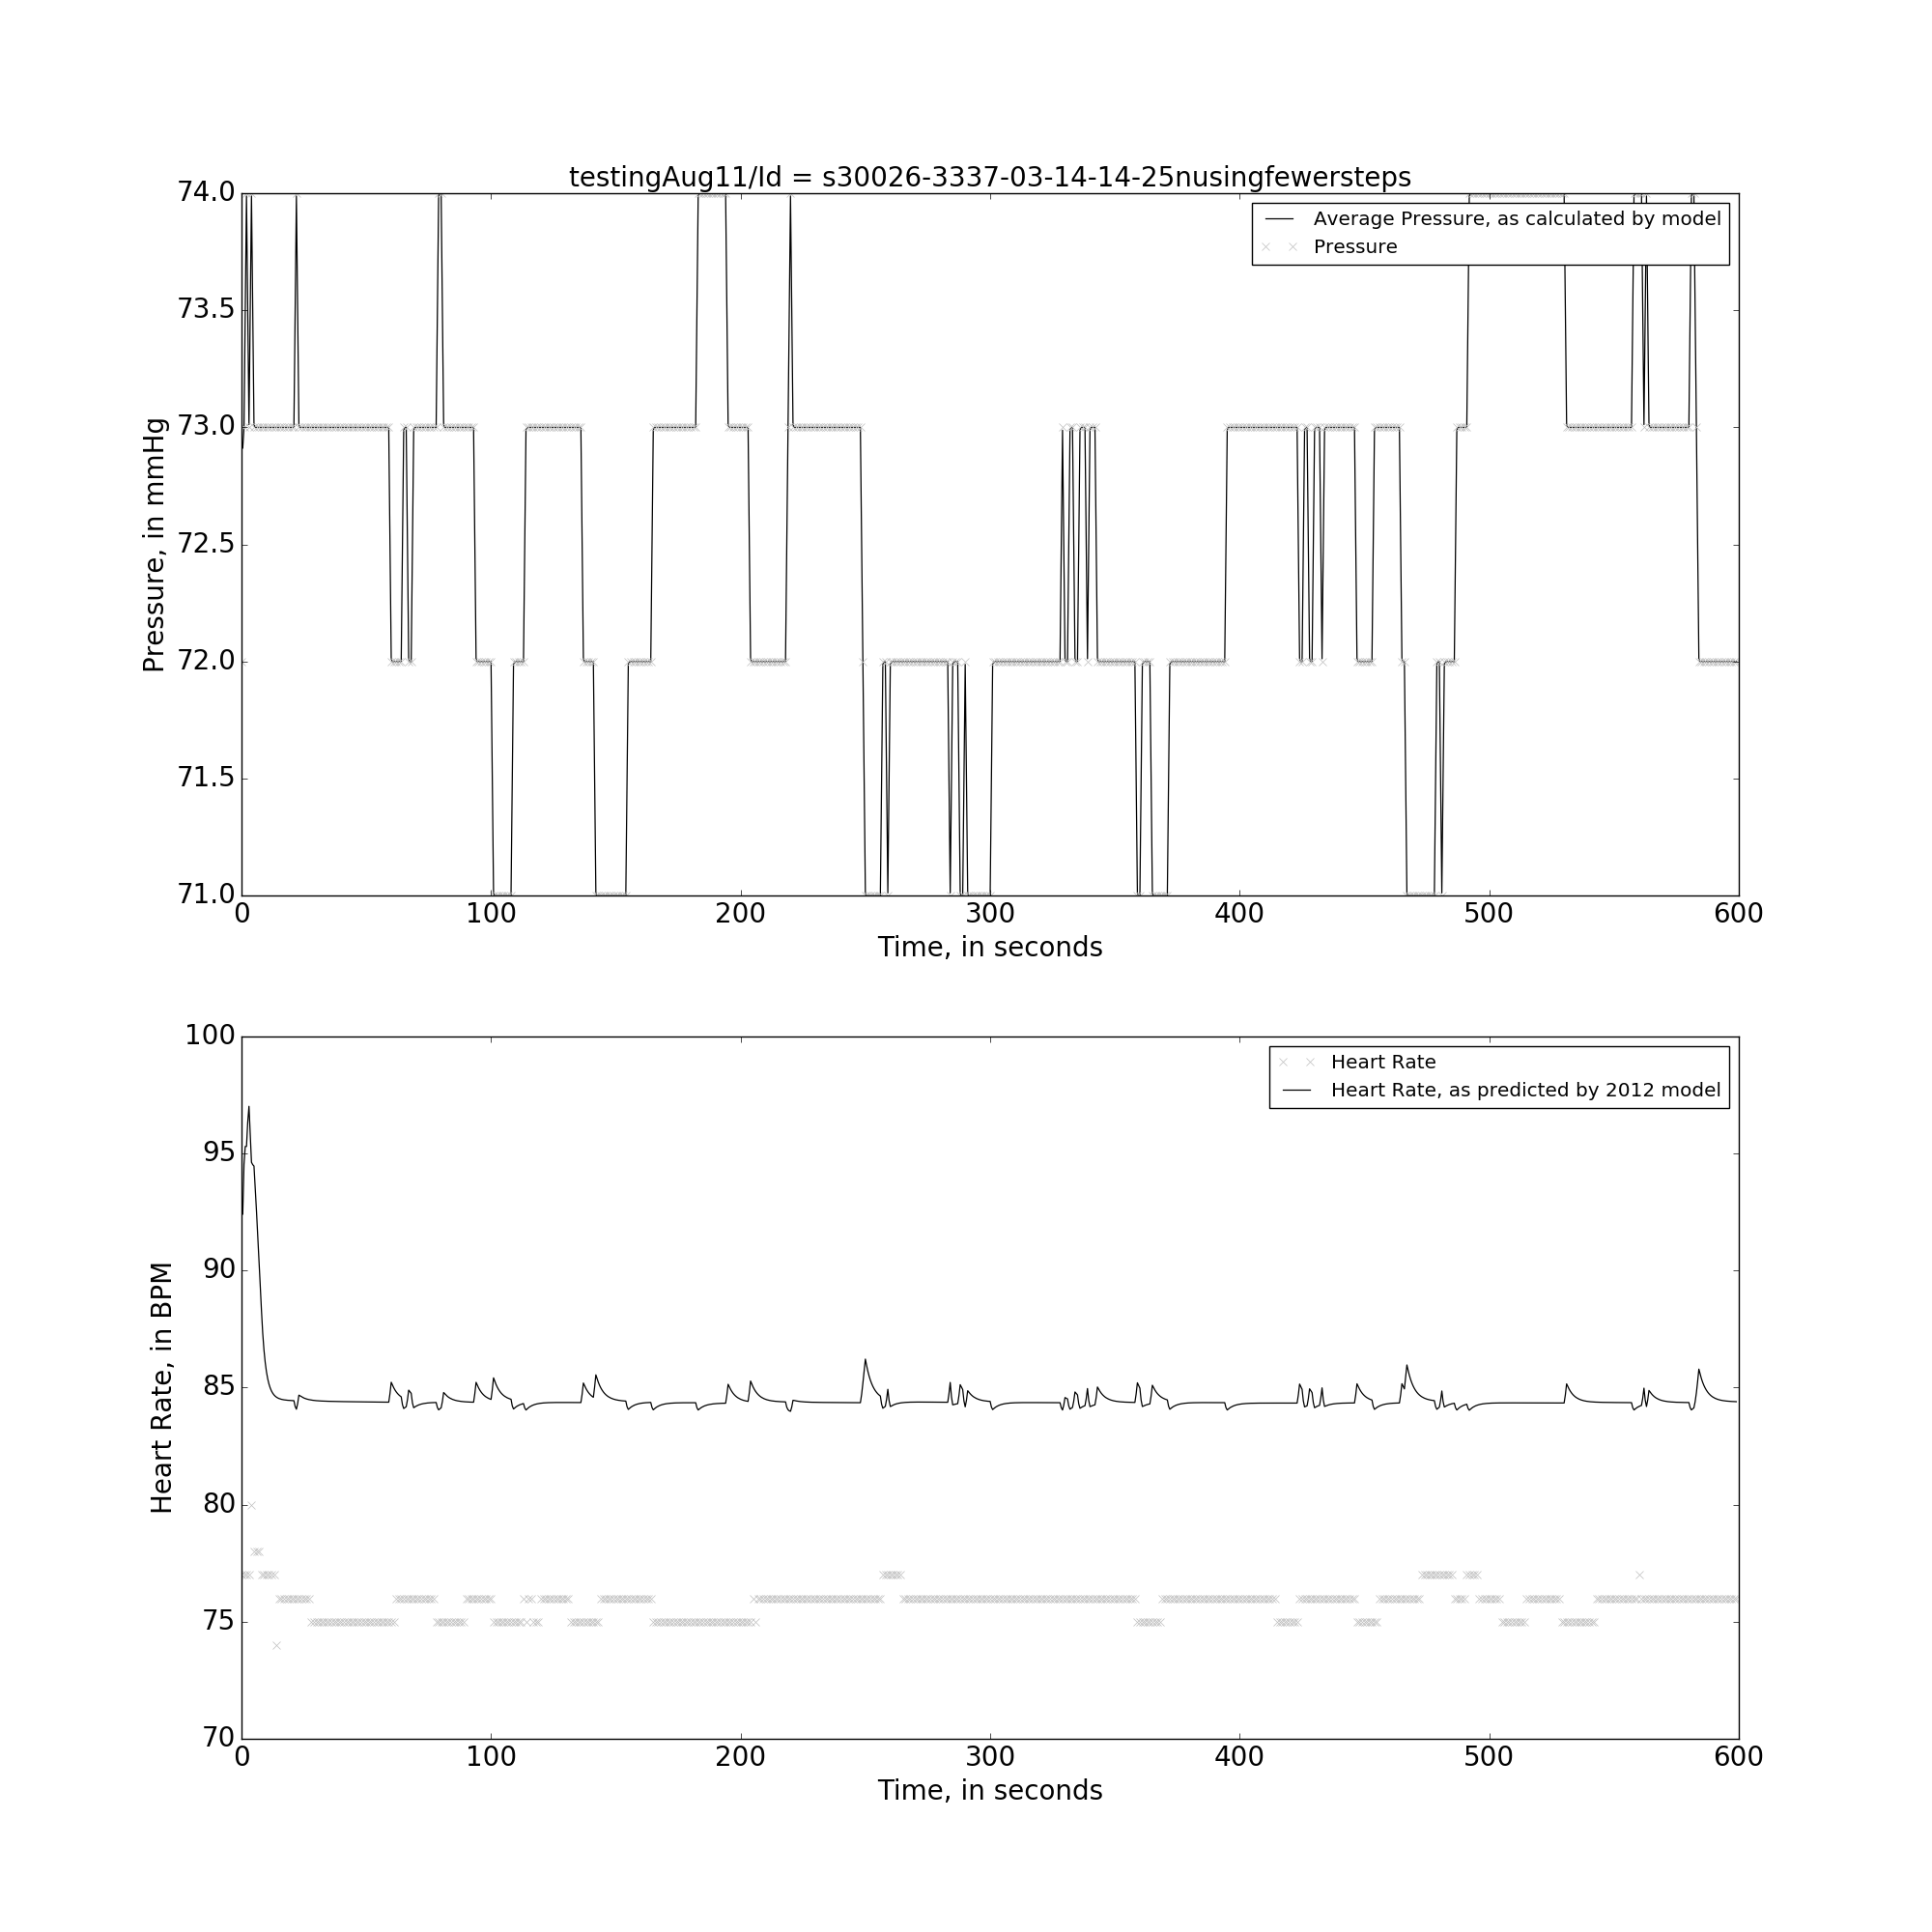 testingAug11/Id = s30026-3337-03-14-14-25nusingfewersteps
74.0
73.5
73.0
72.5
72.0
71.5
71.0
Pressure, in mmHg
Average Pressure, as calculated by model
Pressure
0 100 200 300 400 500 600
Time, in seconds
100
95
90
85
80
75
70
Heart Rate, in BPM
Heart Rate
Heart Rate, as predicted by 2012 model
0 100 200 300 400 500 600
Time, in seconds